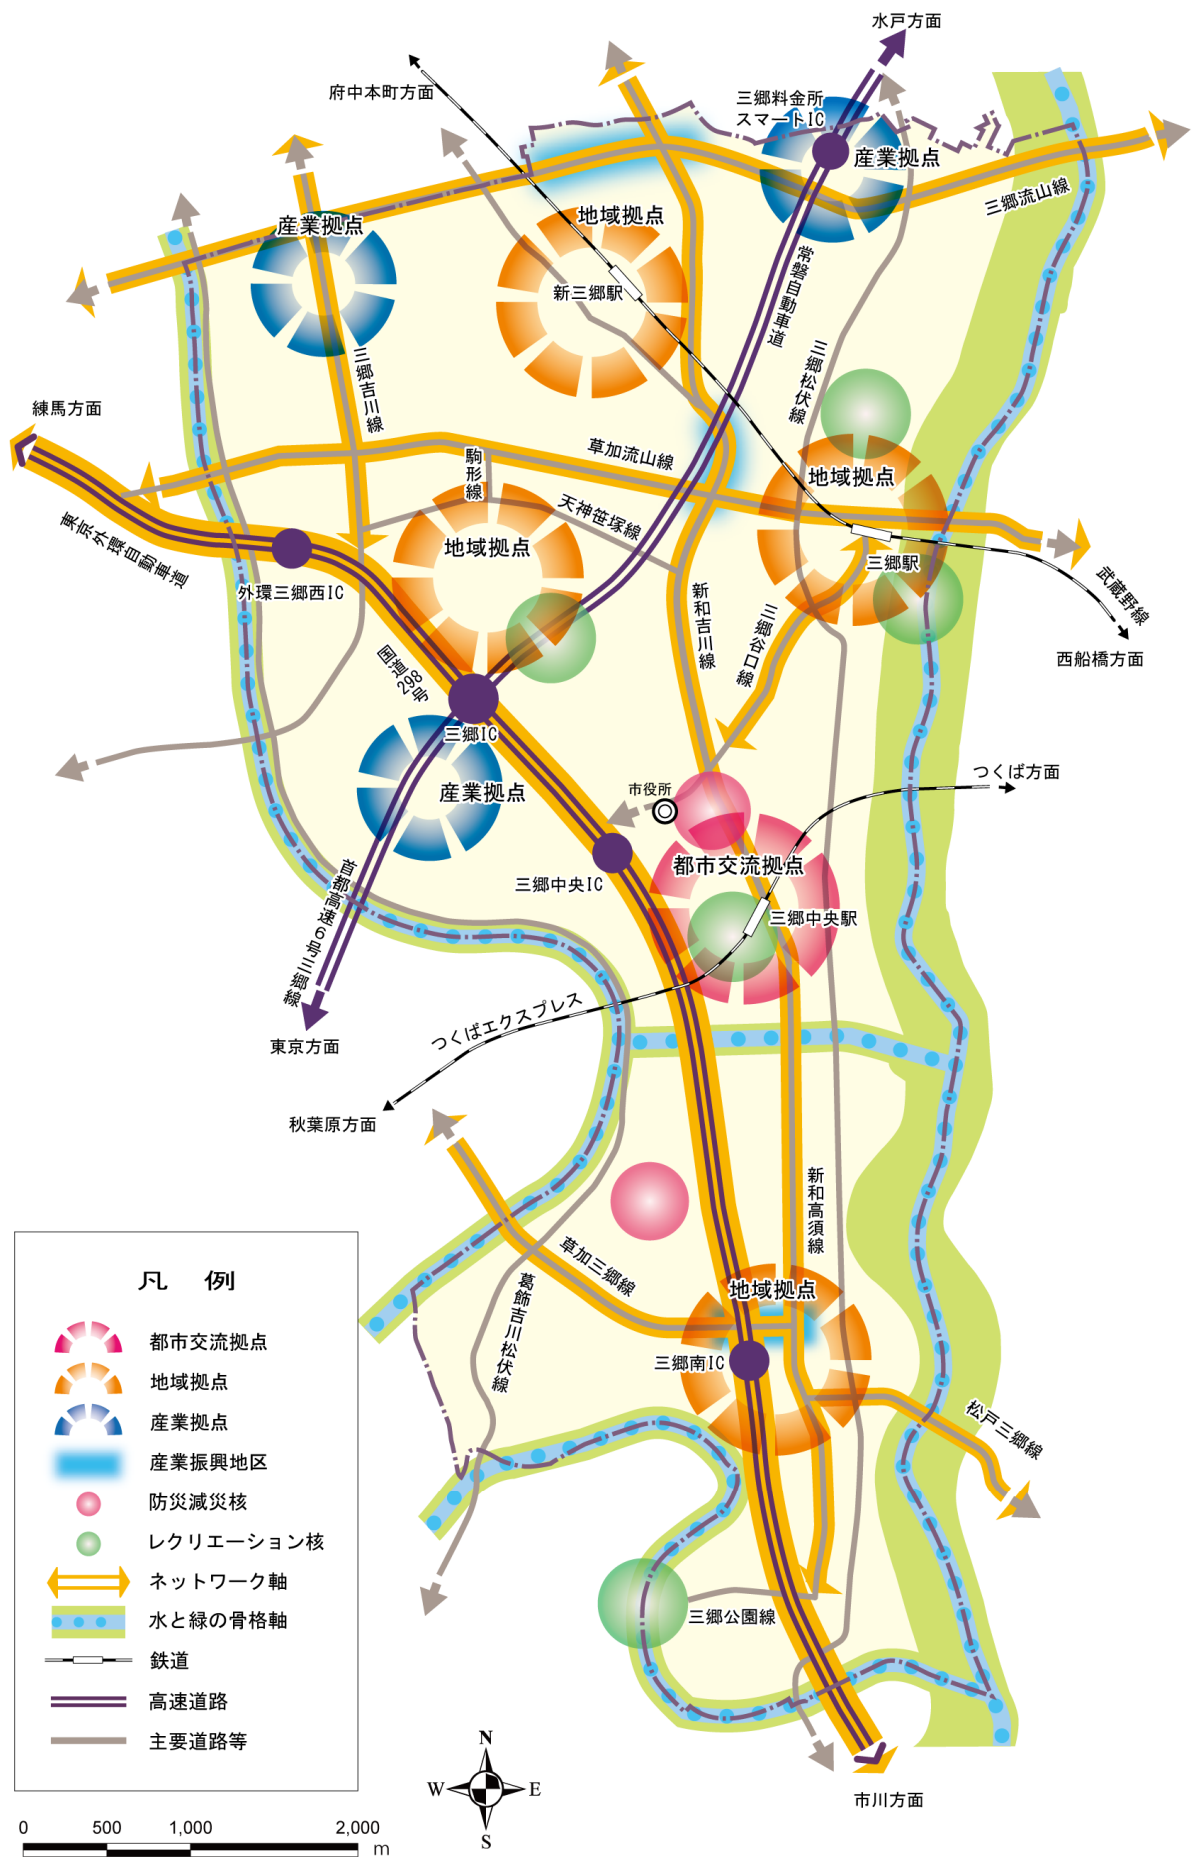 水戸方面
府中本町方面
三郷料金所
スマートIC
産業拠点
三郷流山線
産業拠点
地域拠点
新三郷駅
常磐自動車道
三郷松伏線
三郷吉川線
練馬方面
草加流山線
駒形線
地域拠点
天神笹塚線
地域拠点
東京外環自動車道
外環三郷西IC
三郷駅
武蔵野線
西船橋方面
新和吉川線
三郷谷口線
国道298号
三郷IC
産業拠点
市役所
つくば方面
三郷中央IC
都市交流拠点
三郷中央駅
首都高速6号三郷線
東京方面
つくばエクスプレス
秋葉原方面
新和高須線
草加三郷線
葛飾吉川松伏線
地域拠点
三郷南IC
松戸三郷線
三郷公園線
市川方面
凡 例
都市交流拠点
地域拠点
産業拠点
産業振興地区
防災減災核
レクリエーション核
ネットワーク軸
水と緑の骨格軸
鉄道
高速道路
主要道路等
N
W E
S
0 500 1,000 2,000
m